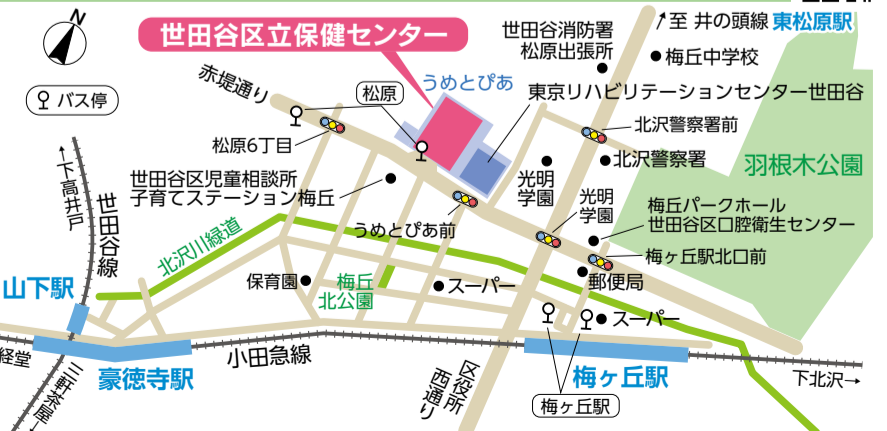 N
世田谷区立保健センター
世田谷消防署
松原出張所
↗至 井の頭線 東松原駅
梅丘中学校
バス停
赤堤通り
松原
うめとぴあ
東京リハビリテーションセンター世田谷
松原6丁目
北沢警察署前
北沢警察署
羽根木公園
世田谷区児童相談所
子育てステーション梅丘
光明
学園
光明
学園
梅丘パークホール
世田谷区口腔衛生センター
←下高井戸
世田谷線
北沢川緑道
うめとぴあ前
梅ヶ丘駅北口前
山下駅
保育園
梅丘
北公園
スーパー
郵便局
スーパー
経堂
豪徳寺駅
小田急線
三軒茶屋→
区役所
西通り
梅ヶ丘駅
梅ヶ丘駅
下北沢→